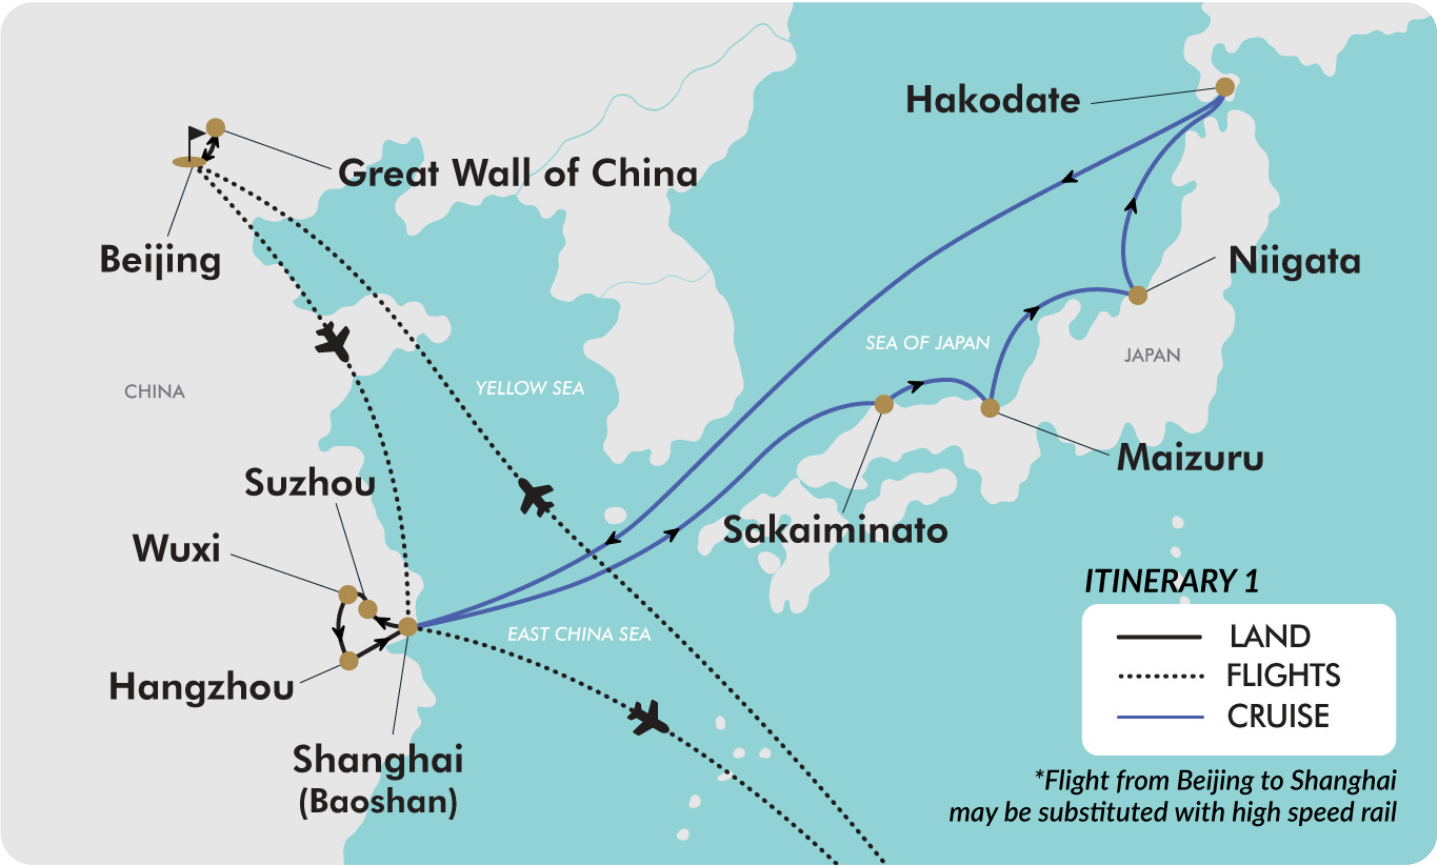 Hakodate
Great Wall of China
Beijing
Niigata
SEA OF JAPAN
JAPAN
CHINA
YELLOW SEA
Maizuru
Suzhou
Sakaiminato
Wuxi
ITINERARY 1
EAST CHINA SEA
LAND
FLIGHTS
CRUISE
Hangzhou
Shanghai
(Baoshan)
*Flight from Beijing to Shanghai
may be substituted with high speed rail